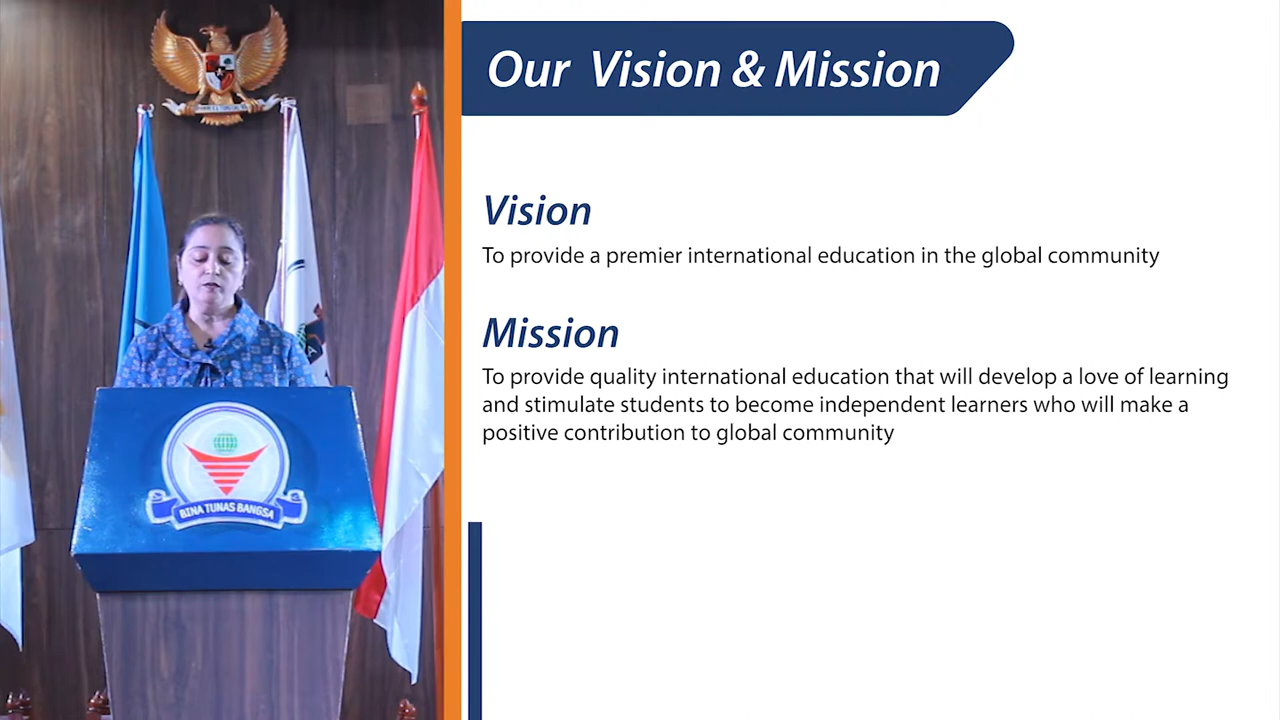 Our Vision & Mission
Vision
To provide a premier international education in the global community
Mission
To provide quality international education that will develop a love of learning
and stimulate students to become independent learners who will make a
positive contribution to global community
BINA TUNAS BANGSA